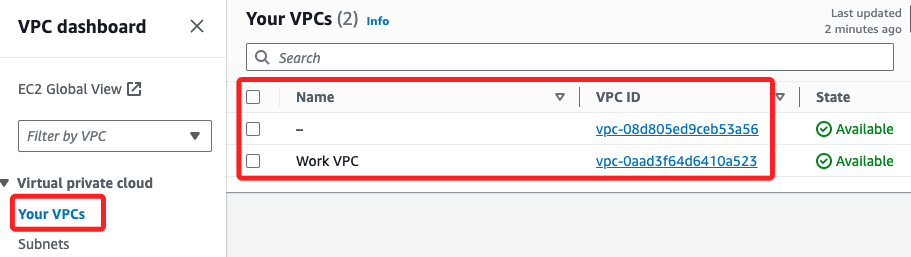 VPC dashboard
EC2 Global View
Filter by VPC
Virtual private cloud
Your VPCs
Subnets
Your VPCs (2) Info
Last updated
2 minutes ago
Search
Name VPC ID State
– vpc-08d805ed9ceb53a56 Available
Work VPC vpc-0aad3f64d6410a523 Available